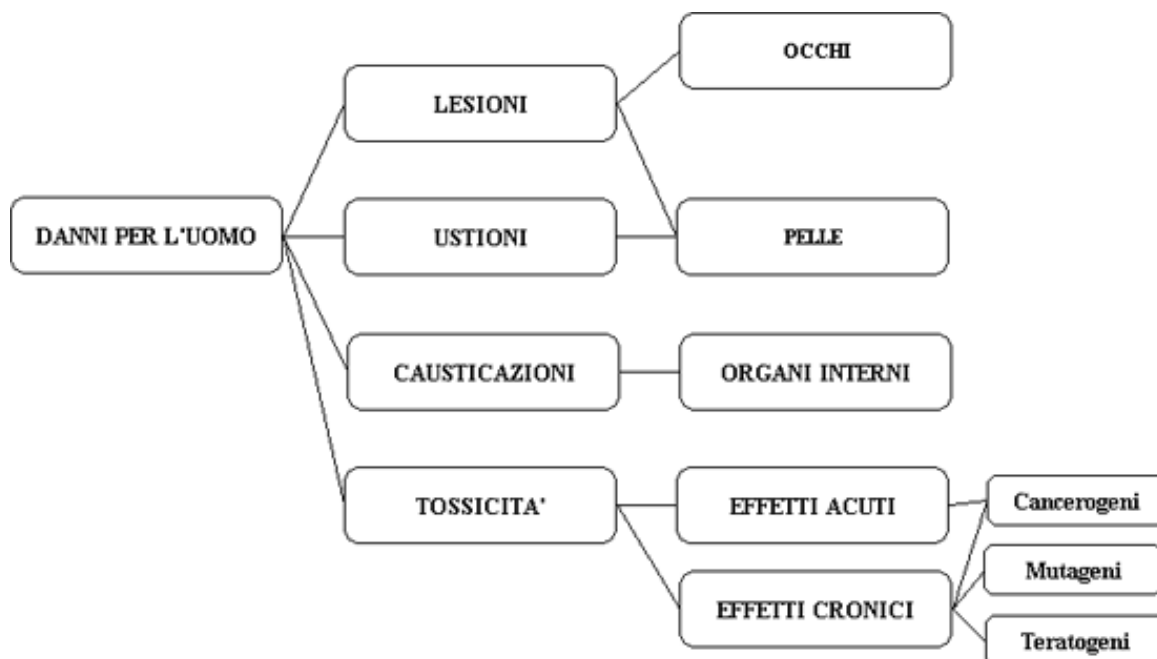 OCCHI
LESIONI
DANNI PER L'UOMO
USTIONI
PELLE
CAUSTICAZIONI
ORGANI INTERNI
TOSSICITA'
EFFETTI ACUTI
Cancerogeni
Mutageni
EFFETTI CRONICI
Teratogeni